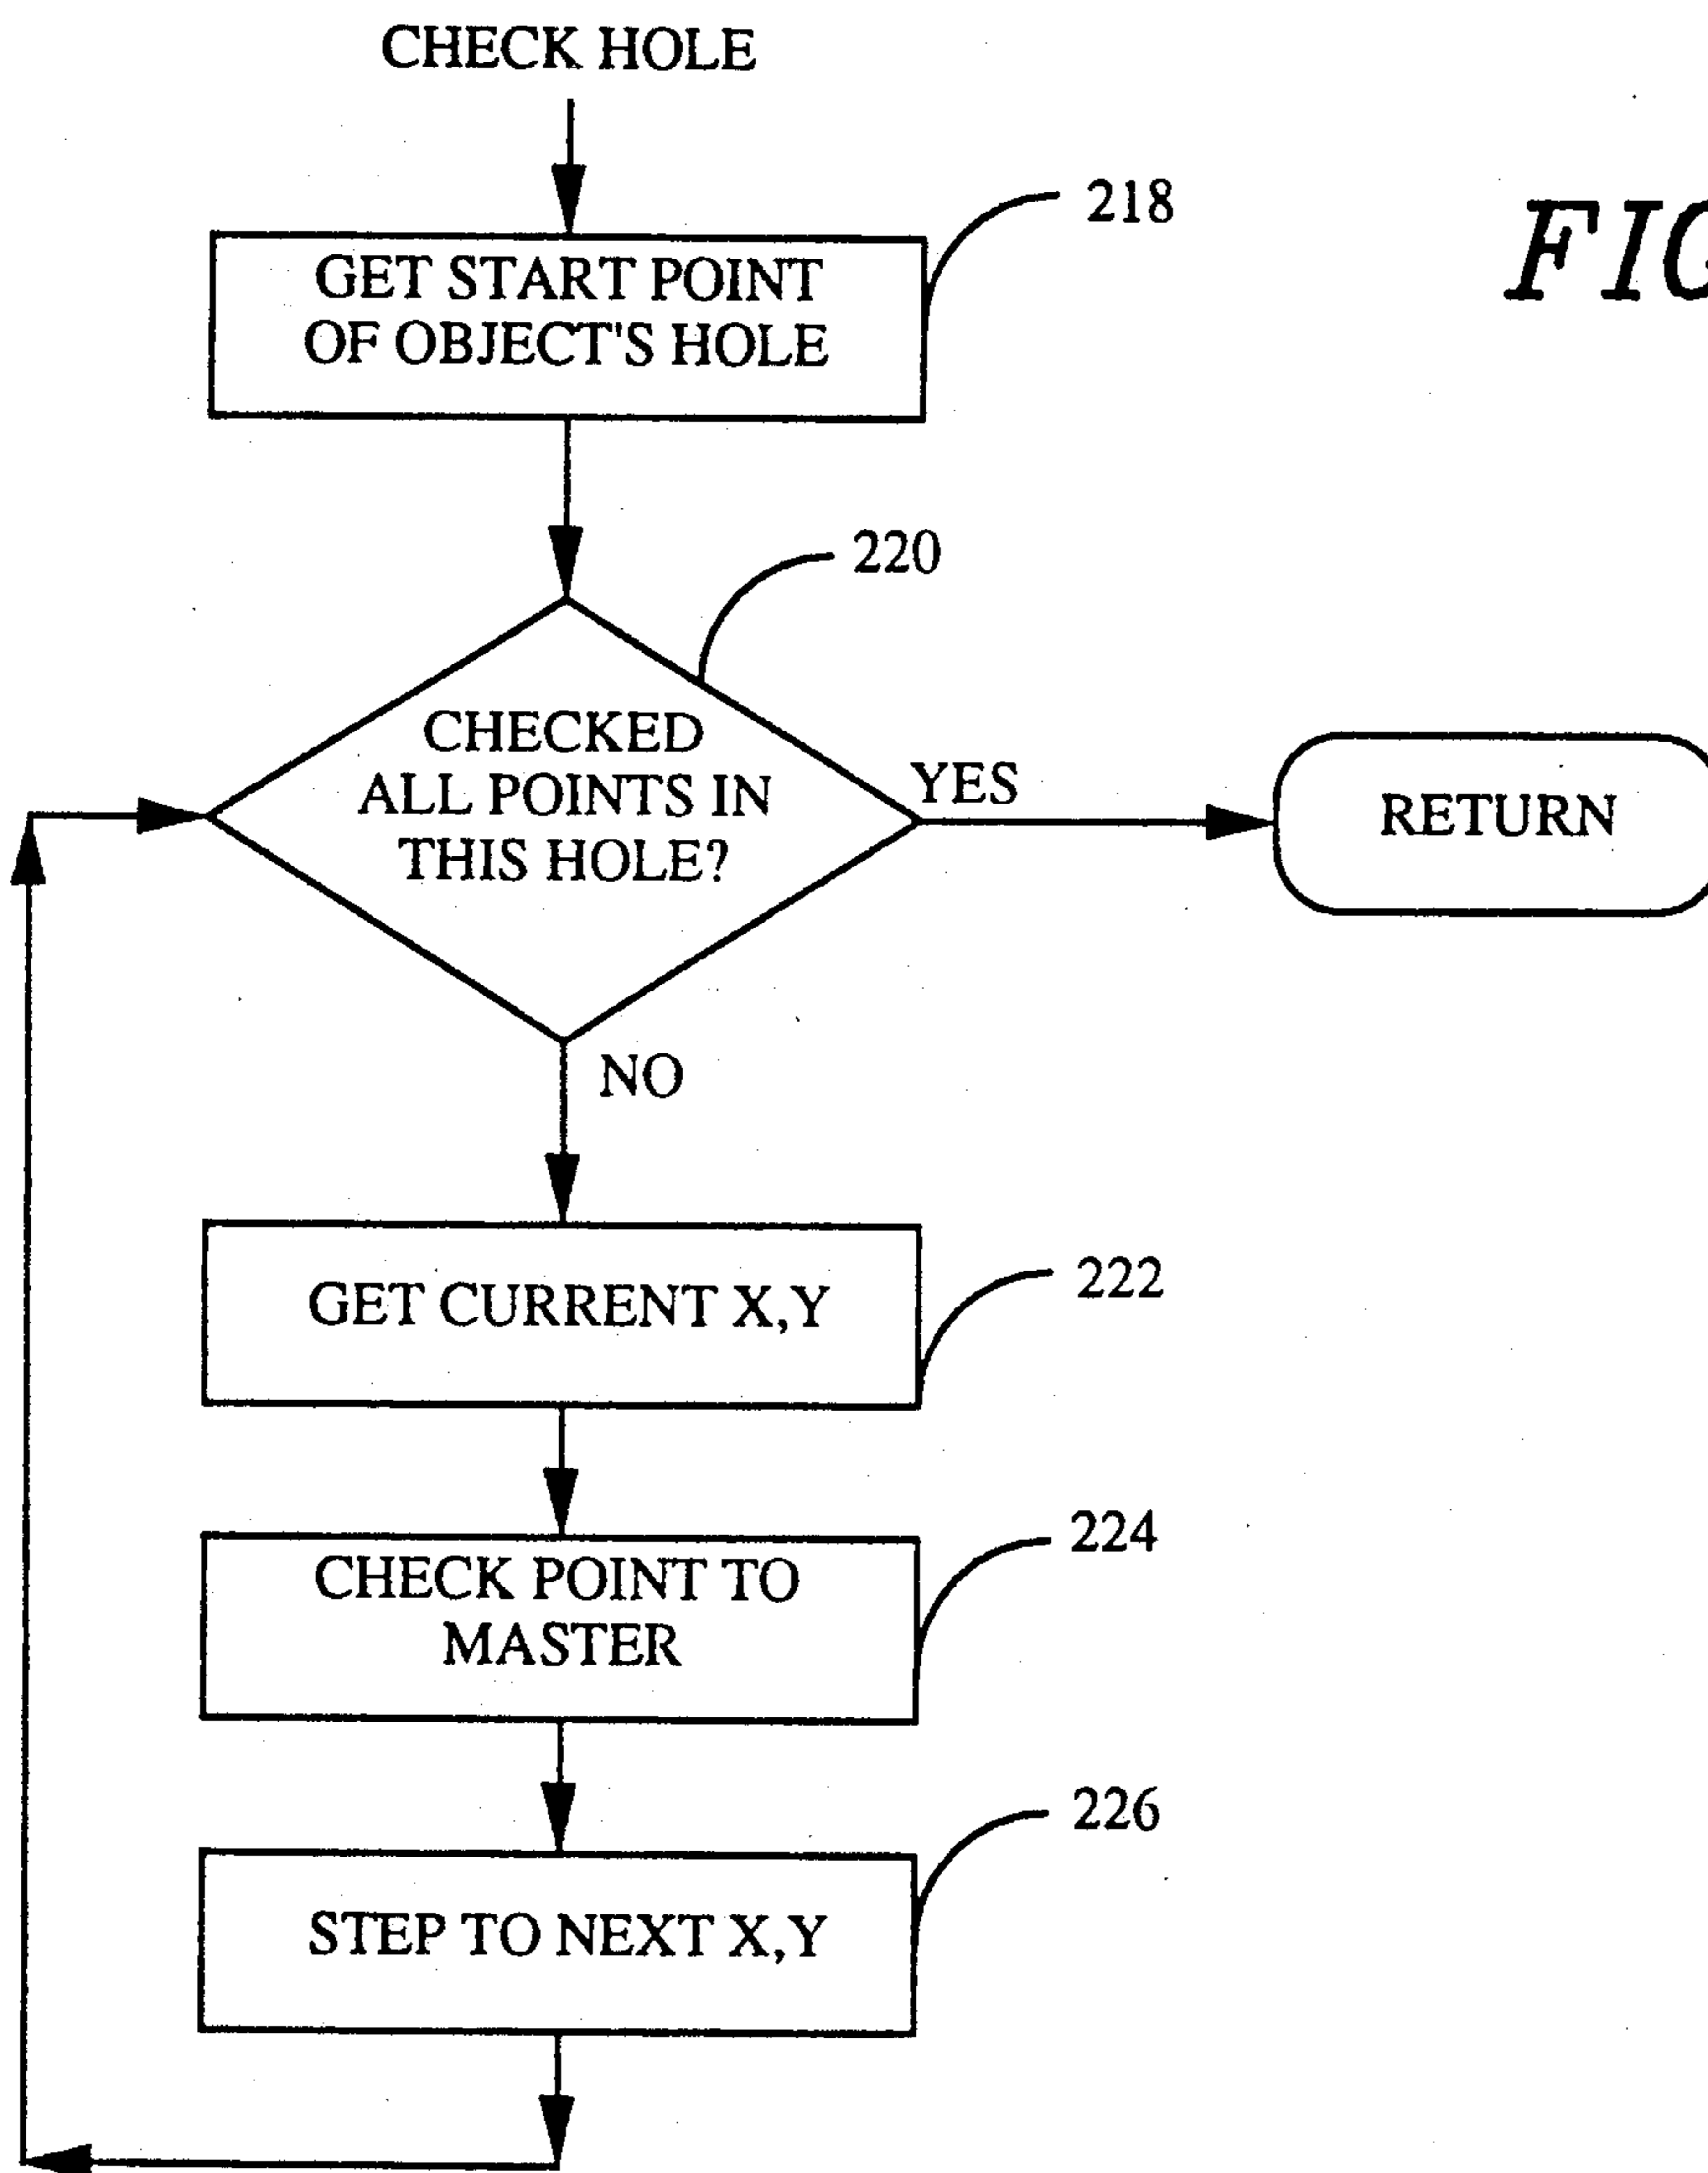 CHECK HOLE
218
FIG
GET START POINT
OF OBJECT'S HOLE
220
CHECKED
ALL POINTS IN
THIS HOLE?
YES
RETURN
NO
GET CURRENT X,Y
222
CHECK POINT TO
MASTER
224
STEP TO NEXT X,Y
226